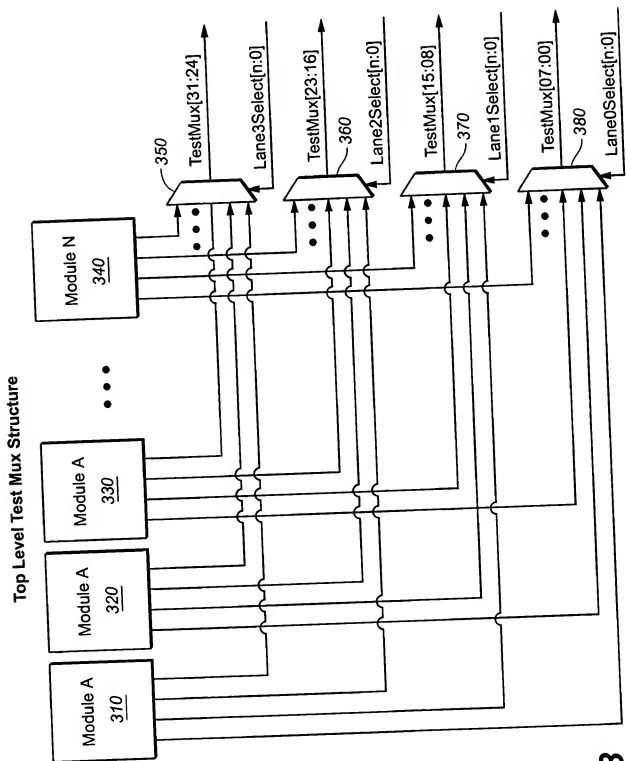 Top Level Test Mux Structure
Module A
310
Module A
320
Module A
330
Module N
340
350
TestMux[31:24]
Lane3Select[n:0]
TestMux[23:16]
360
Lane2Select[n:0]
TestMux[15:08]
370
Lane1Select[n:0]
TestMux[07:00]
380
Lane0Select[n:0]
3